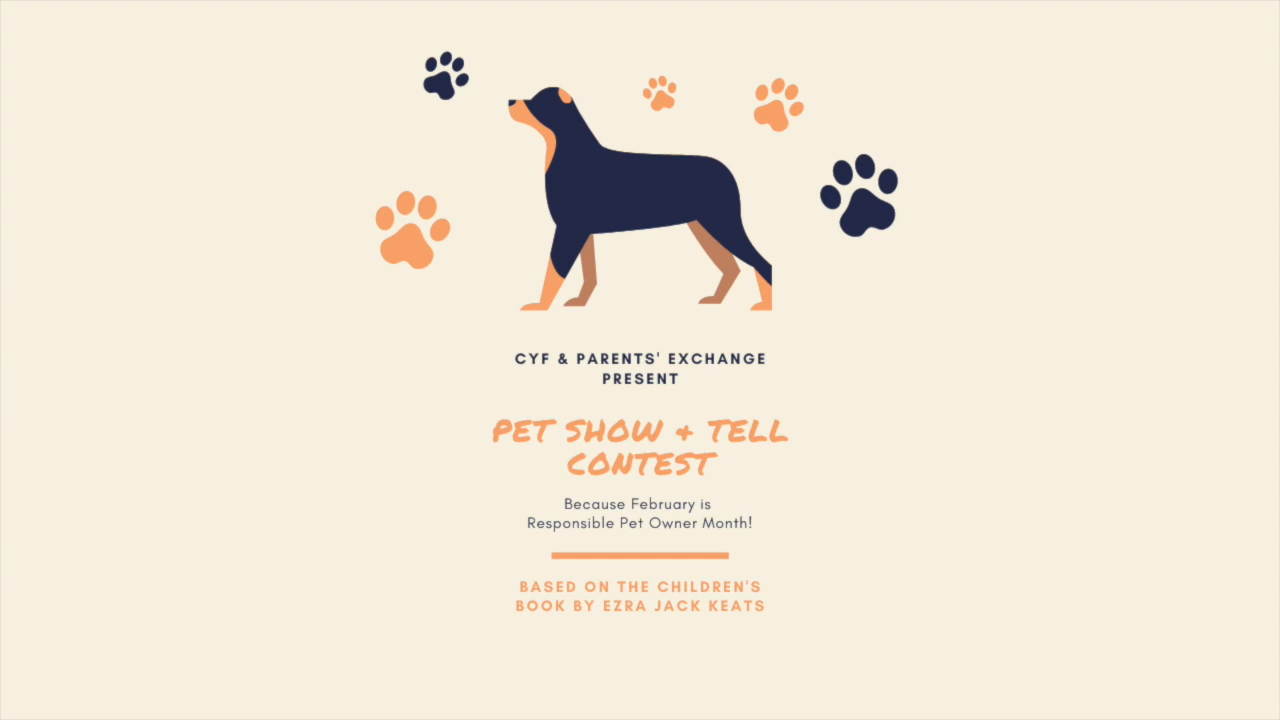 CYF & PARENTS' EXCHANGE
PRESENT
PET SHOW + TELL
CONTEST
Because February is
Responsible Pet Owner Month!
BASED ON THE CHILDREN'S
BOOK BY EZRA JACK KEATS